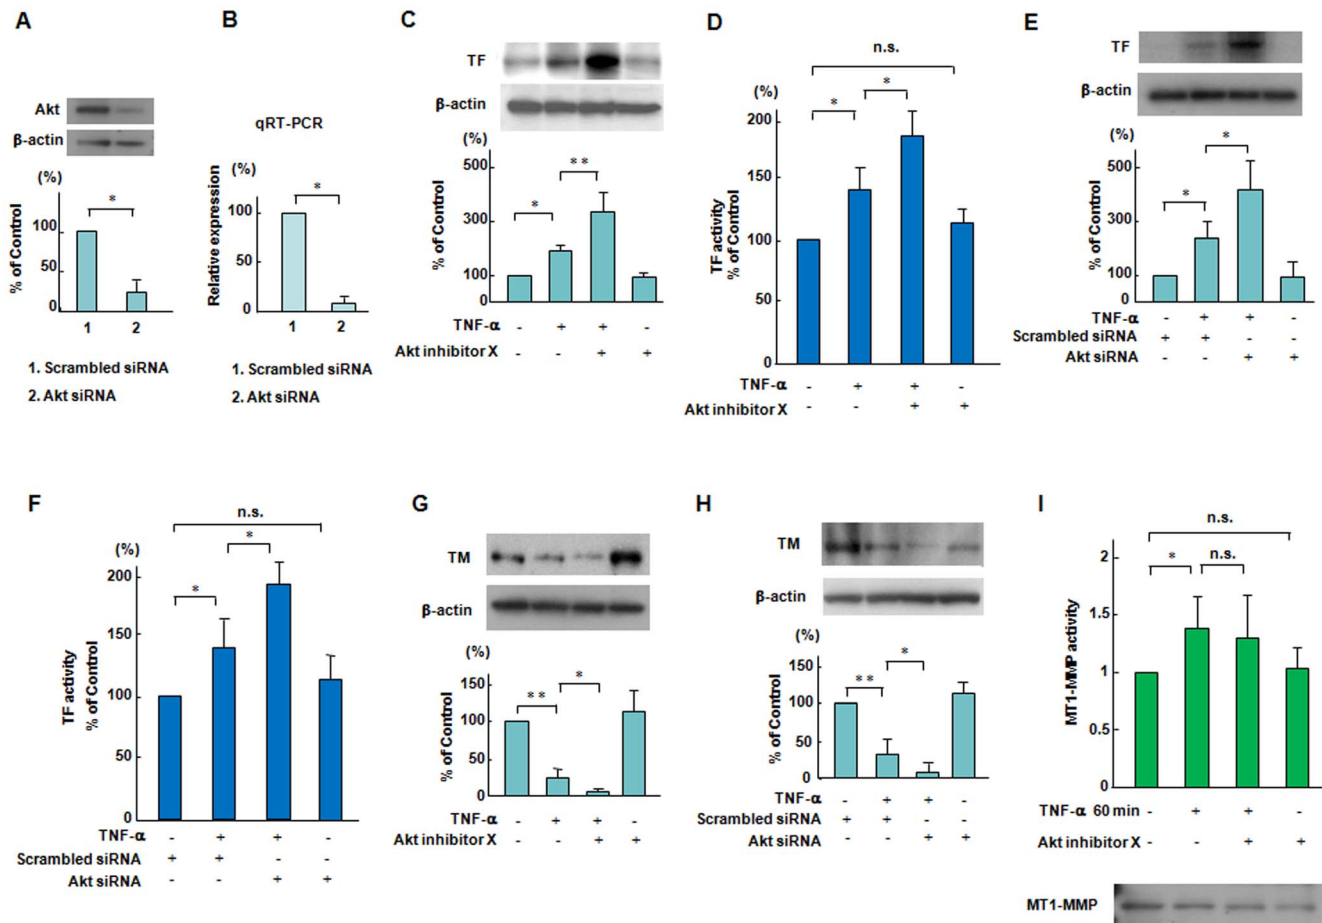 A
Akt
β-actin
(%)
% of Control
100
50
0
*
1 2
1. Scrambled siRNA
2. Akt siRNA
B
qRT-PCR
(%)
Relative expression
100
50
0
*
1 2
1. Scrambled siRNA
2. Akt siRNA
C
TF
β-actin
(%)
% of Control
500
300
100
0
*
**
TNF-α - + + -
Akt inhibitor X - - + +
D
n.s.
(%)
*
*
TF activity
% of Control
200
150
100
50
0
TNF-α - + + -
Akt inhibitor X - - + +
E
TF
β-actin
(%)
% of Control
500
300
100
0
*
*
TNF-α - + + -
Scrambled siRNA + + - -
Akt siRNA - - + +
F
n.s.
(%)
*
*
TF activity
% of Control
200
150
100
50
0
TNF-α - + + -
Scrambled siRNA + + - -
Akt siRNA - - + +
G
TM
β-actin
(%)
% of Control
100
50
0
**
*
TNF-α - + + -
Akt inhibitor X - - + +
H
TM
β-actin
(%)
% of Control
100
50
0
**
*
TNF-α - + + -
Scrambled siRNA + + - -
Akt siRNA - - + +
I
n.s.
*
n.s.
MT1-MMP activity
2
1.5
1
0.5
0
TNF-α 60 min - + + -
Akt inhibitor X - - + +
MT1-MMP